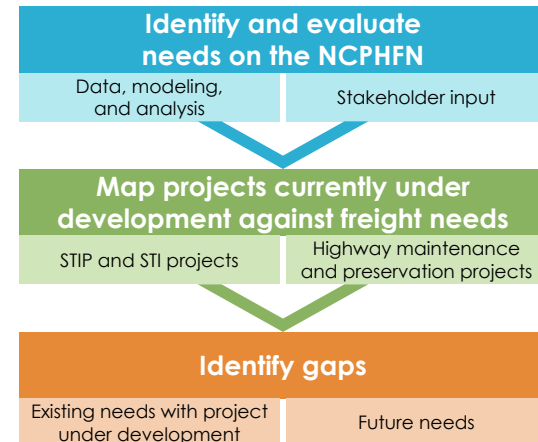 Identify and evaluate
needs on the NCPHFN
Data, modeling,
and analysis
Stakeholder input
Map projects currently under
development against freight needs
STIP and STI projects
Highway maintenance
and preservation projects
Identify gaps
Existing needs with project
under development
Future needs